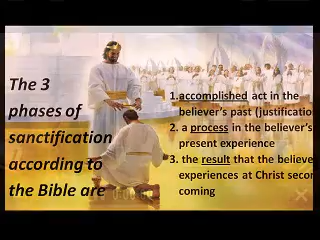 The 3
phases of
sanctification
according to
the Bible are
1.accomplished act in the
believer's past (justificatio
2. a process in the believer's
present experience
3. the result that the believe
experiences at Christ secon
coming